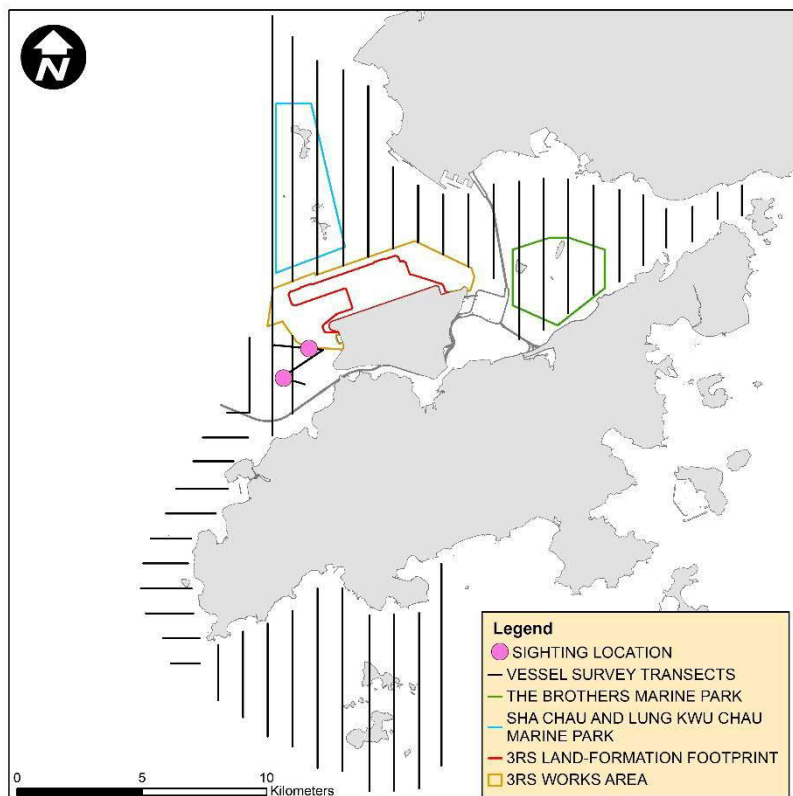 N
Legend
SIGHTING LOCATION
VESSEL SURVEY TRANSECTS
THE BROTHERS MARINE PARK
SHA CHAU AND LUNG KWU CHAU
MARINE PARK
3RS LAND-FORMATION FOOTPRINT
3RS WORKS AREA
0 5 10
Kilometers